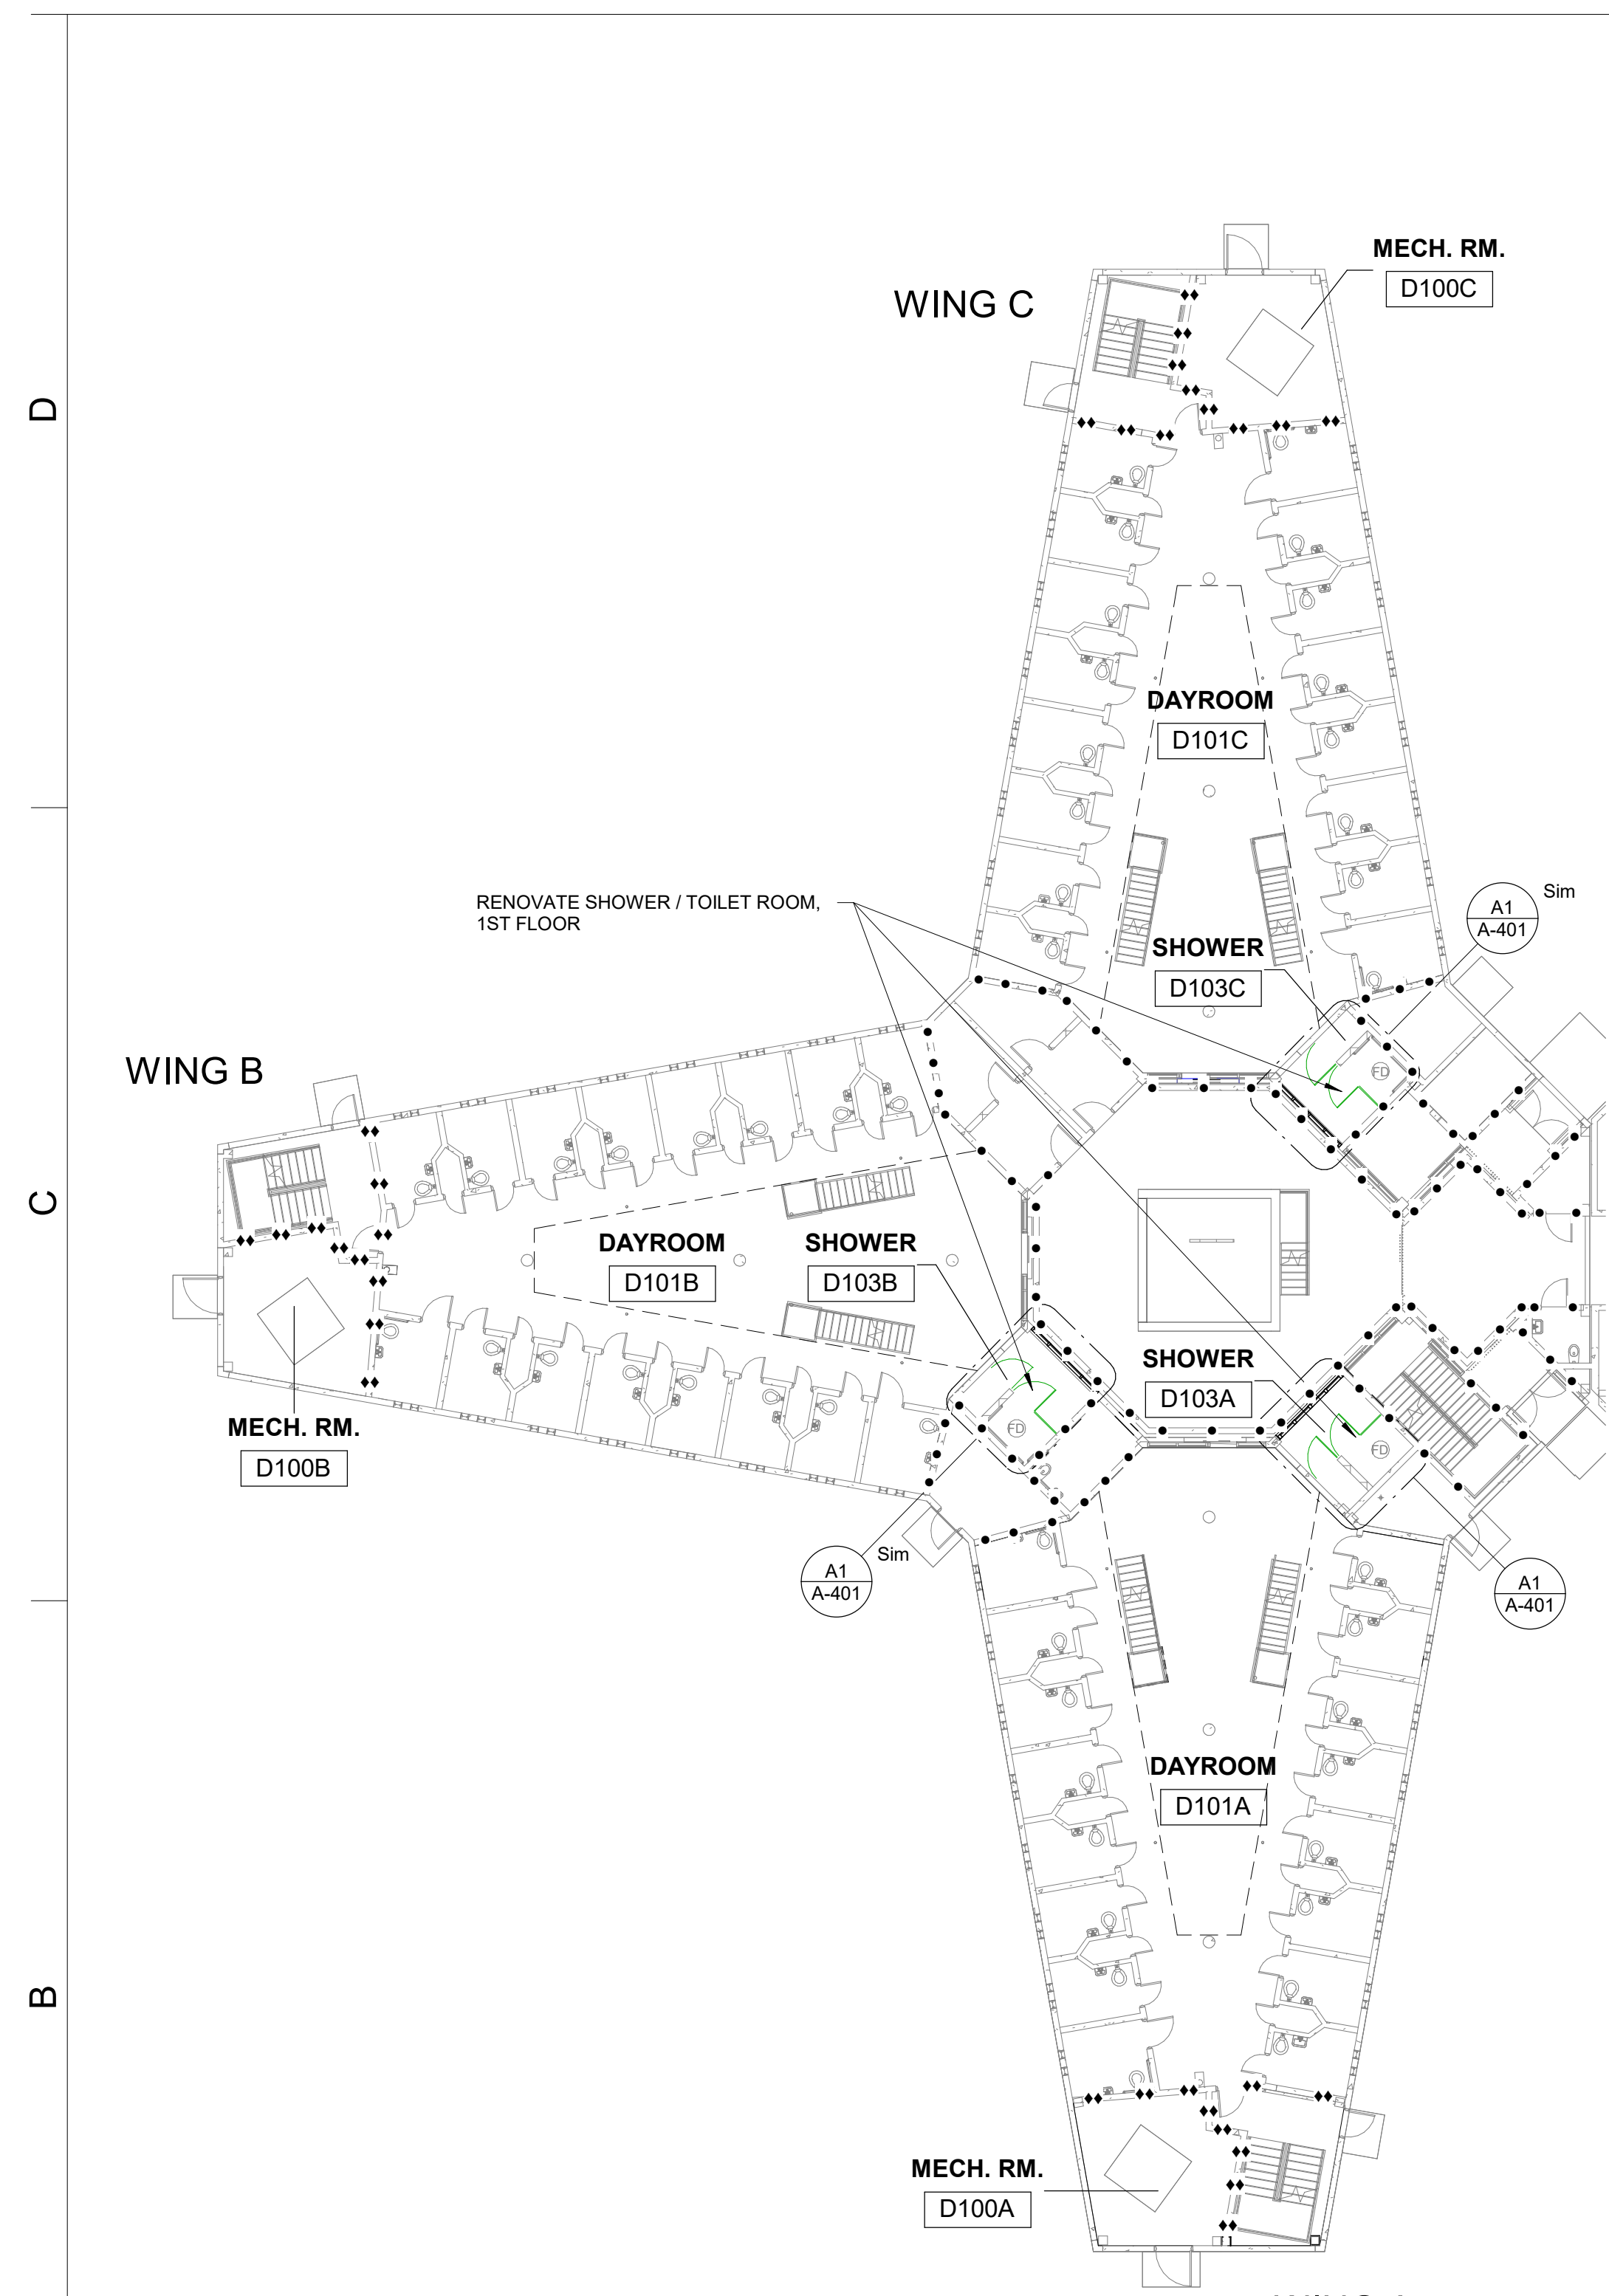 MECH. RM.
D100C
WING C
D
DAYROOM
D101C
RENOVATE SHOWER / TOILET ROOM,
1ST FLOOR
Sim
A1
A-401
SHOWER
D103C
FD
WING B
C
DAYROOM
D101B
SHOWER
D103B
SHOWER
D103A
FD
FD
MECH. RM.
D100B
Sim
A1
A-401
A1
A-401
DAYROOM
D101A
B
MECH. RM.
D100A